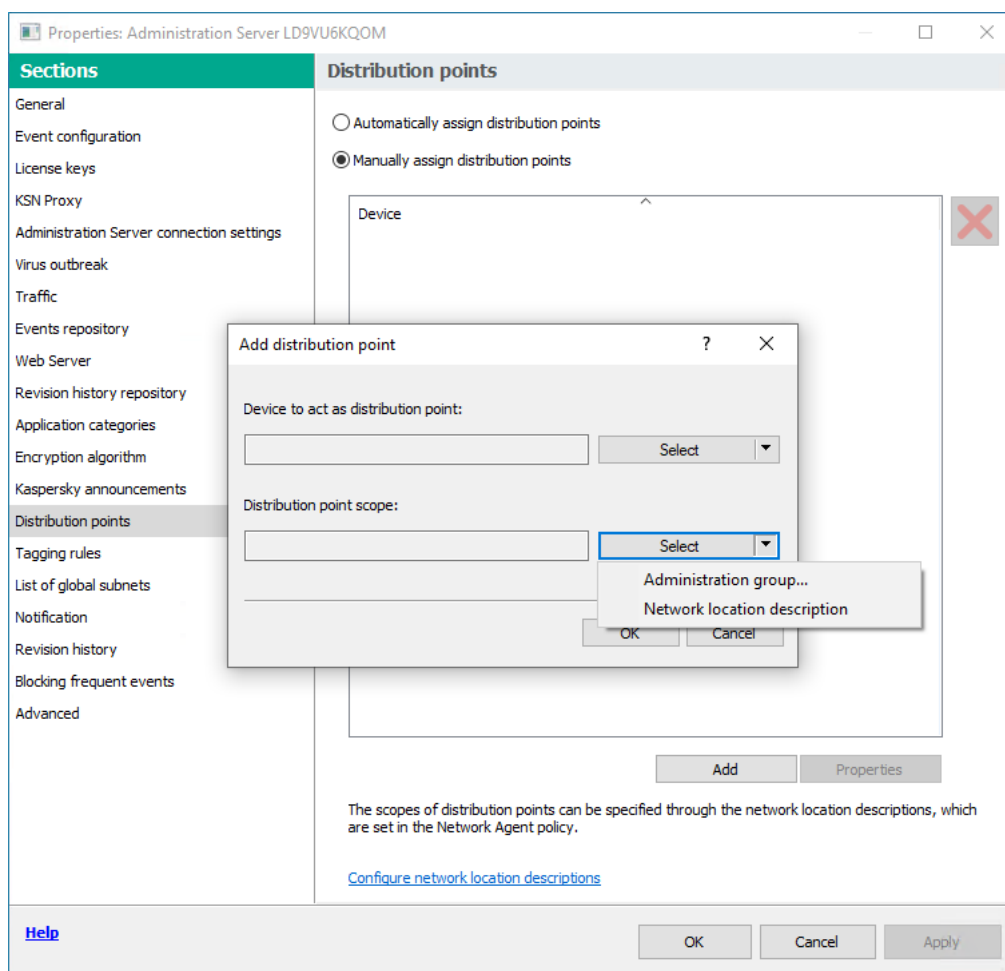 Properties: Administration Server LD9VU6KQOM
Sections
General
Event configuration
License keys
KSN Proxy
Administration Server connection settings
Virus outbreak
Traffic
Events repository
Web Server
Revision history repository
Application categories
Encryption algorithm
Kaspersky announcements
Distribution points
Tagging rules
List of global subnets
Notification
Revision history
Blocking frequent events
Advanced
Distribution points
Automatically assign distribution points
Manually assign distribution points
Device
Add distribution point
?
Device to act as distribution point:
Select
Distribution point scope:
Select
Administration group...
Network location description
OK Cancel
Add Properties
The scopes of distribution points can be specified through the network location descriptions, which
are set in the Network Agent policy.
Configure network location descriptions
Help
OK Cancel Apply